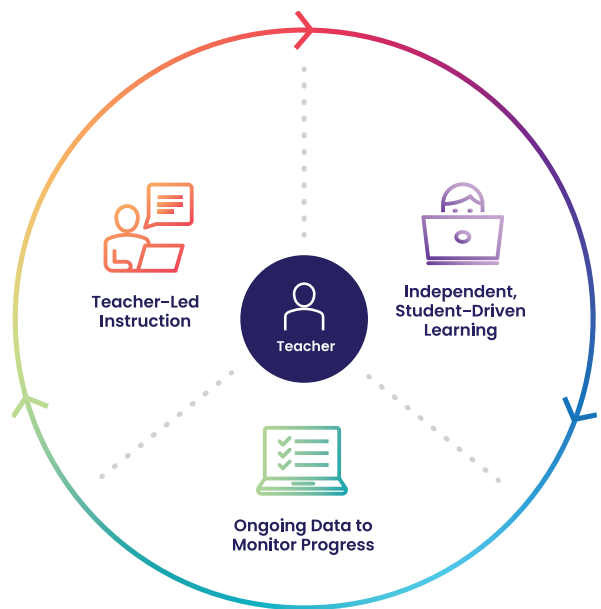 Teacher-Led
Instruction
Teacher
Independent,
Student-Driven
Learning
Ongoing Data to
Monitor Progress